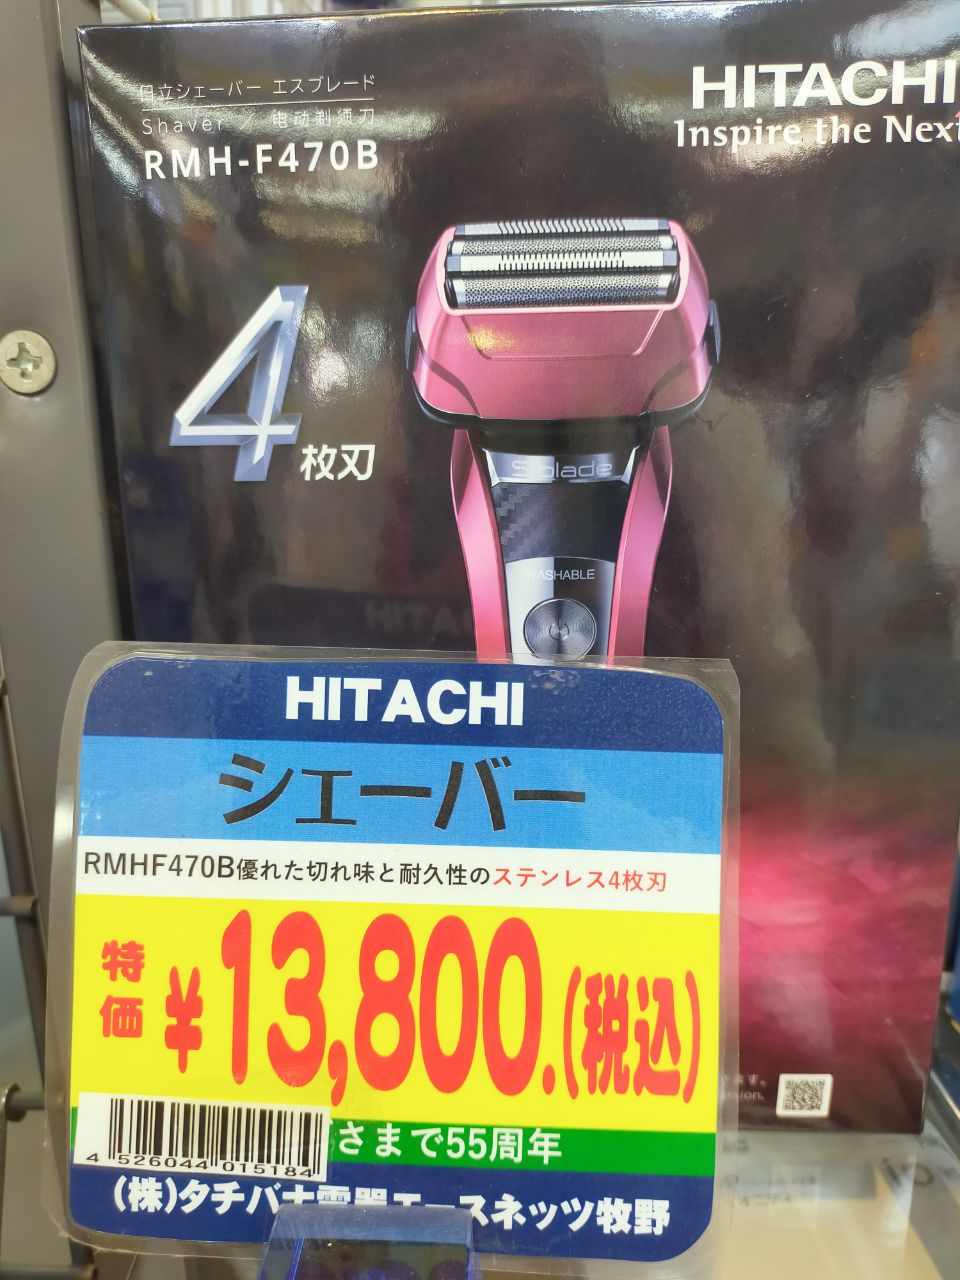 日立シェーバー エスブレード
Shaver / 电动剃须刀
RMH-F470B
HITACHI
Inspire the Next
4
枚刃
S-blade
WASHABLE
HITACHI
シェーバー
RMHF470B優れた切れ味と耐久性のステンレス4枚刃
特価 ¥13,800.(税込)
さまで55周年
4 526044 015184
(株)タチバナ電器エースネッツ牧野